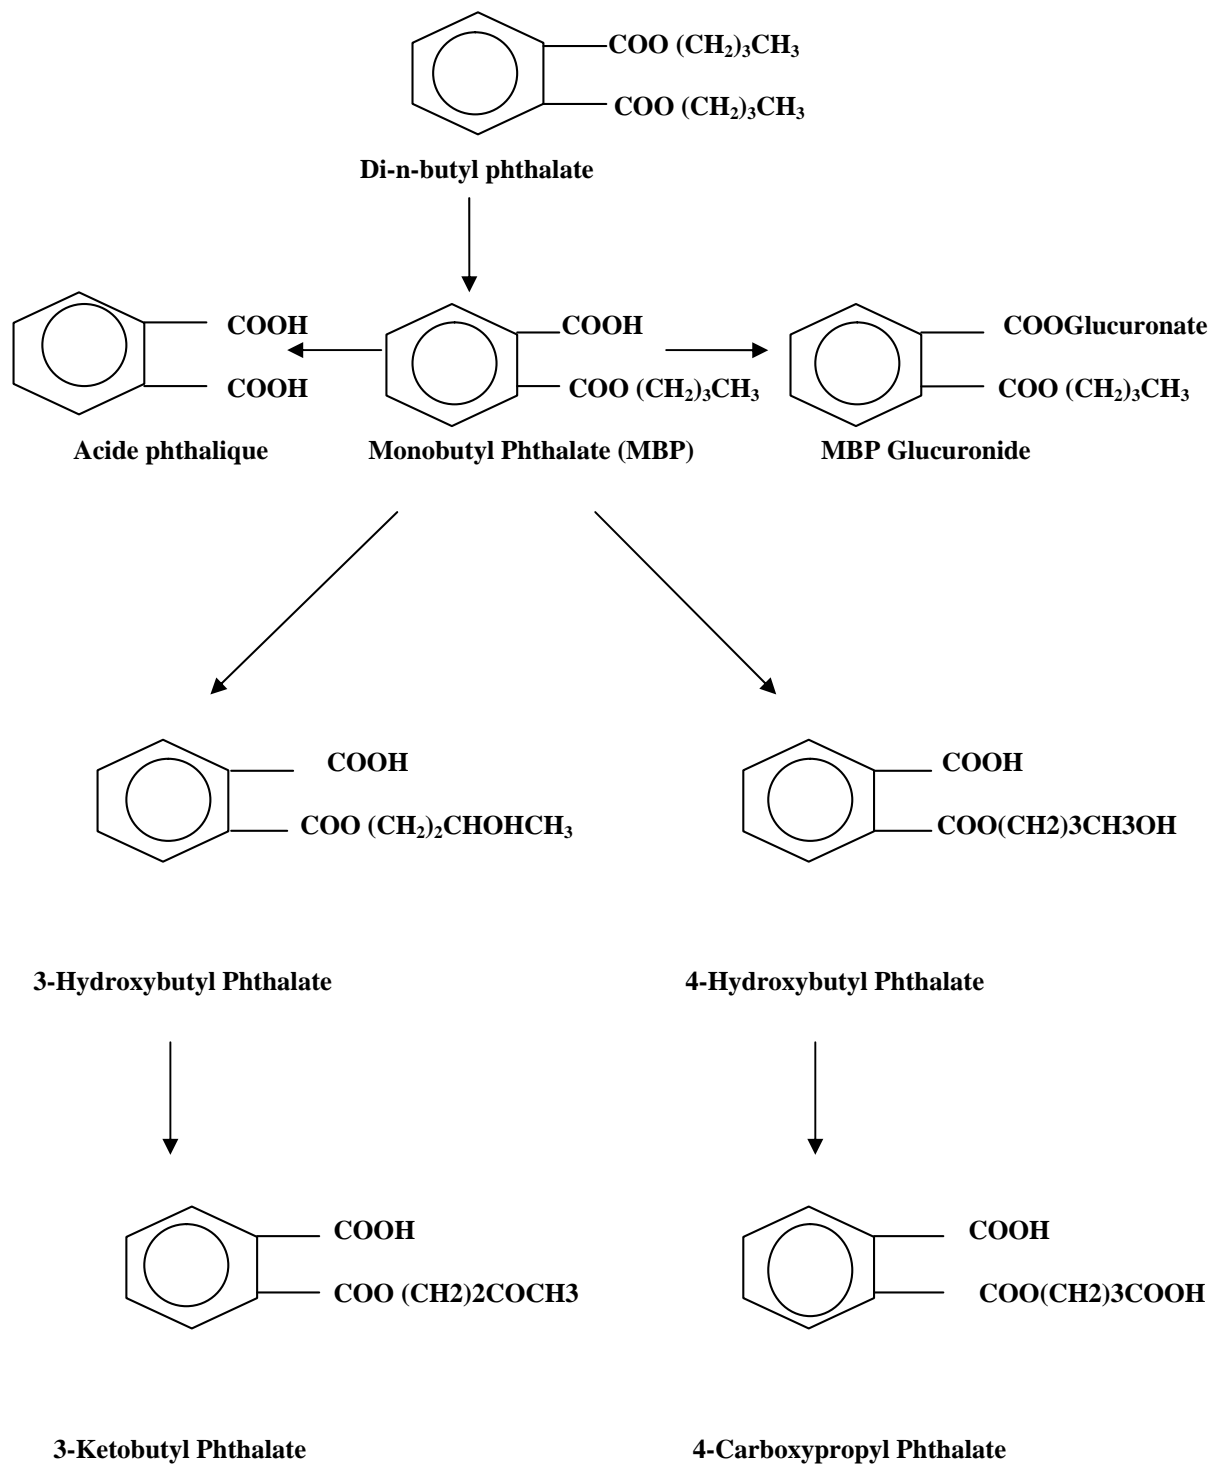 COO (CH₂)₃CH₃
COO (CH₂)₃CH₃
Di-n-butyl phthalate
COOH
COOH
Acide phthalique
COOH
COO (CH₂)₃CH₃
Monobutyl Phthalate (MBP)
COOGlucuronate
COO (CH₂)₃CH₃
MBP Glucuronide
COOH
COO (CH₂)₂CHOHCH₃
3-Hydroxybutyl Phthalate
COOH
COO(CH2)3CH3OH
4-Hydroxybutyl Phthalate
COOH
COO (CH2)2COCH3
3-Ketobutyl Phthalate
COOH
COO(CH2)3COOH
4-Carboxypropyl Phthalate